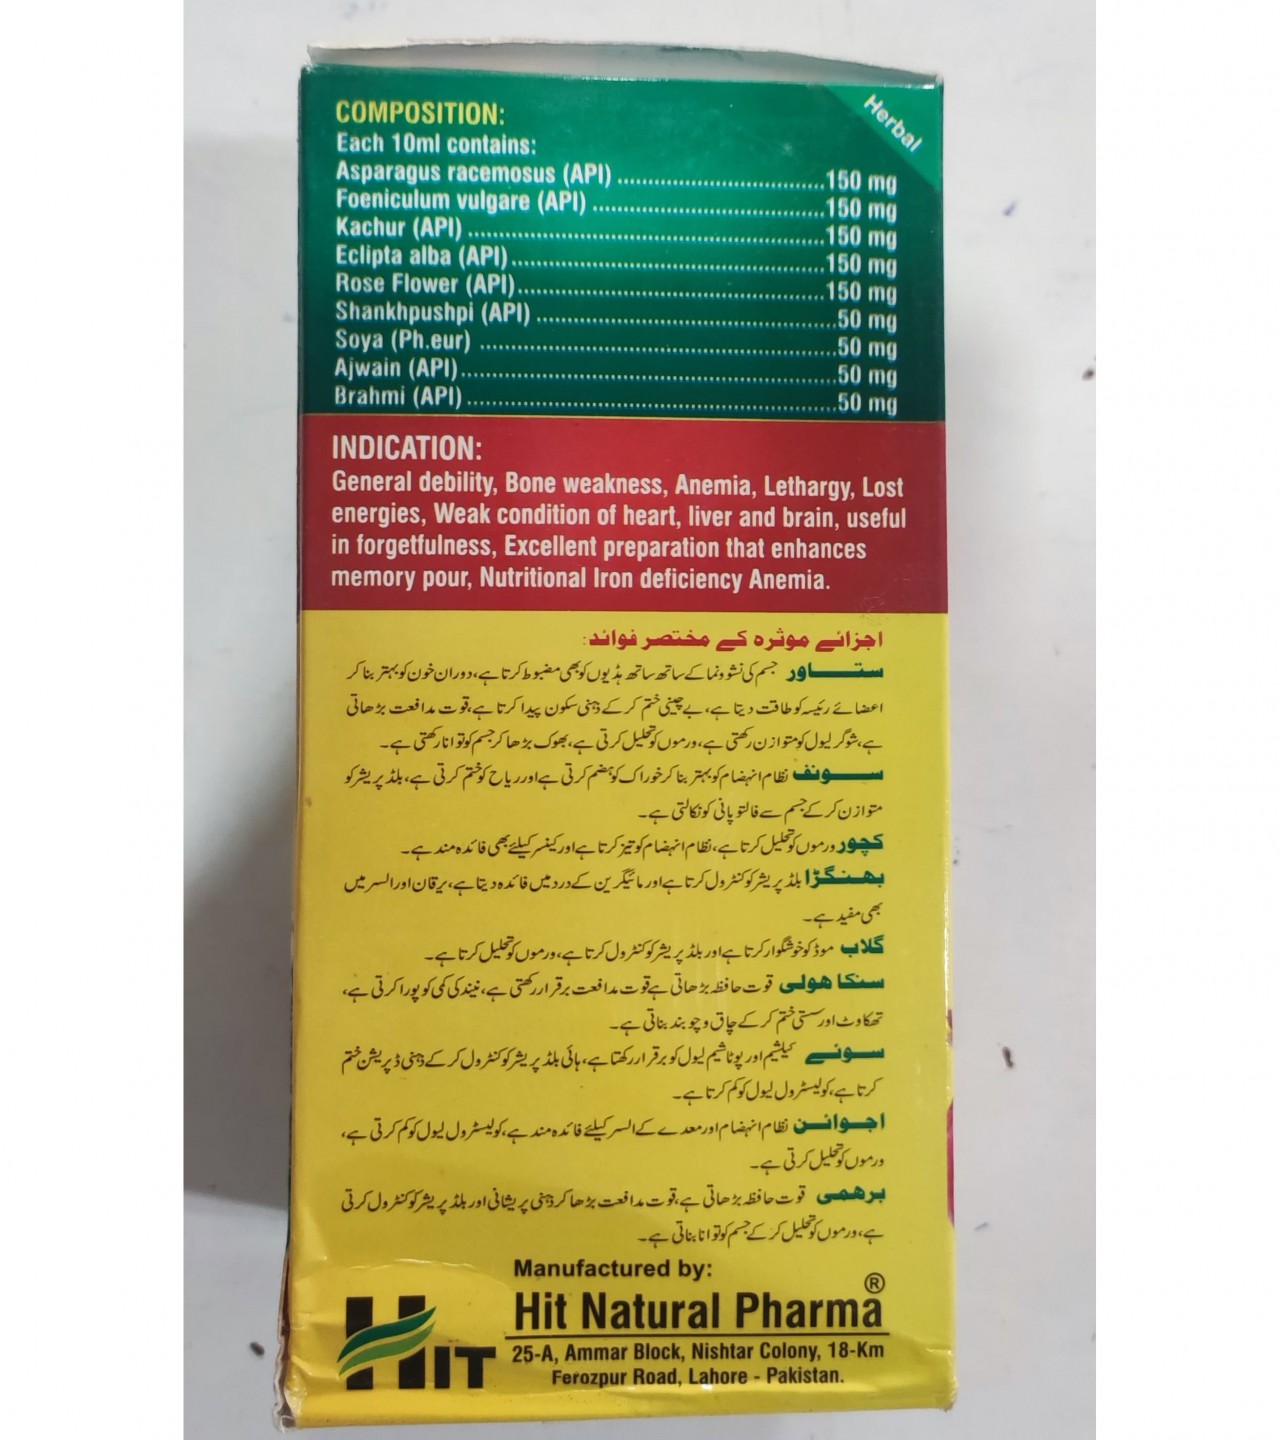 Herbal
COMPOSITION:
Each 10ml contains:
Asparagus racemosus (API) ............................150 mg
Foeniculum vulgare (API) ...............................150 mg
Kachur (API) ................................................150 mg
Eclipta alba (API)..........................................150 mg
Rose Flower (API).........................................150 mg
Shankhpushpi (API) ........................................50 mg
Soya (Ph.eur) ................................................50 mg
Ajwain (API)...................................................50 mg
Brahmi (API) ..................................................50 mg
INDICATION:
General debility, Bone weakness, Anemia, Lethargy, Lost
energies, Weak condition of heart, liver and brain, useful
in forgetfulness, Excellent preparation that enhances
memory pour, Nutritional Iron deficiency Anemia.
اجزائے موثرہ کے مختصر فوائد:
ستاور جسم کی نشوونما کے ساتھ ساتھ ہڈیوں کو بھی مضبوط کرتا ہے، دوران خون کو بہتر بنا کر
اعضائے رئیسہ کو طاقت دیتا ہے، بے چینی ختم کر کے ذہنی سکون پیدا کرتا ہے، قوت مدافعت بڑھاتی
ہے، شوگر لیول کو متوازن رکھتی ہے، ورموں کو تحلیل کرتی ہے، بھوک بڑھا کر جسم کو توانا رکھتی ہے۔
سونف نظام انہضام کو بہتر بنا کر خوراک کو ہضم کرتی ہے اور ریاح کو ختم کرتی ہے، بلڈ پریشر کو
متوازن کر کے جسم سے فالتو پانی کو نکالتی ہے۔
کچور ورموں کو تحلیل کرتا ہے، نظام انہضام کو تیز کرتا ہے اور کینسر کیلئے بھی فائدہ مند ہے۔
بھنگڑا بلڈ پریشر کو کنٹرول کرتا ہے اور مائیگرین کے درد میں فائدہ دیتا ہے، یرقان اور السر میں
بھی مفید ہے۔
گلاب موڈ کو خوشگوار کرتا ہے اور بلڈ پریشر کو کنٹرول کرتا ہے، ورموں کو تحلیل کرتا ہے۔
سنکا ھولی قوت حافظہ بڑھاتی ہے قوت مدافعت برقرار رکھتی ہے، نیند کی کمی کو پورا کرتی ہے،
تھکاوٹ اور سستی ختم کر کے چاق و چوبند بناتی ہے۔
سوئے کیلشیم اور پوٹاشیم لیول کو برقرار رکھتا ہے، ہائی بلڈ پریشر کو کنٹرول کر کے ذہنی ڈپریشن ختم
کرتا ہے، کولیسٹرول لیول کو کم کرتا ہے۔
اجوائن نظام انہضام اور معدے کے السر کیلئے فائدہ مند ہے، کولیسٹرول لیول کو کم کرتی ہے،
ورموں کو تحلیل کرتی ہے۔
برھمی قوت حافظہ بڑھاتی ہے، قوت مدافعت بڑھا کر ذہنی پریشانی اور بلڈ پریشر کو کنٹرول کرتی
ہے، ورموں کو تحلیل کر کے جسم کو توانا بناتی ہے۔
Manufactured by:
Hit Natural Pharma®
HIT
25-A, Ammar Block, Nishtar Colony, 18-Km
Ferozpur Road, Lahore - Pakistan.